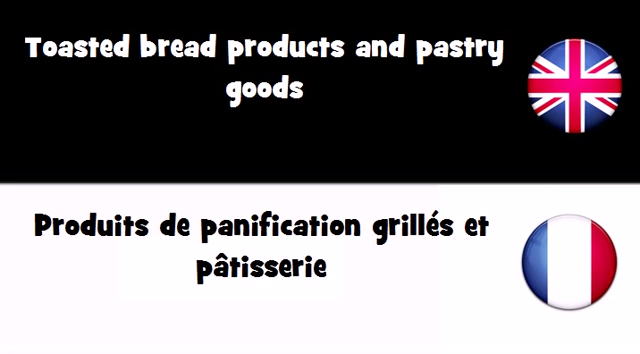 Toasted bread products and pastry
goods
Produits de panification grillés et
pâtisserie